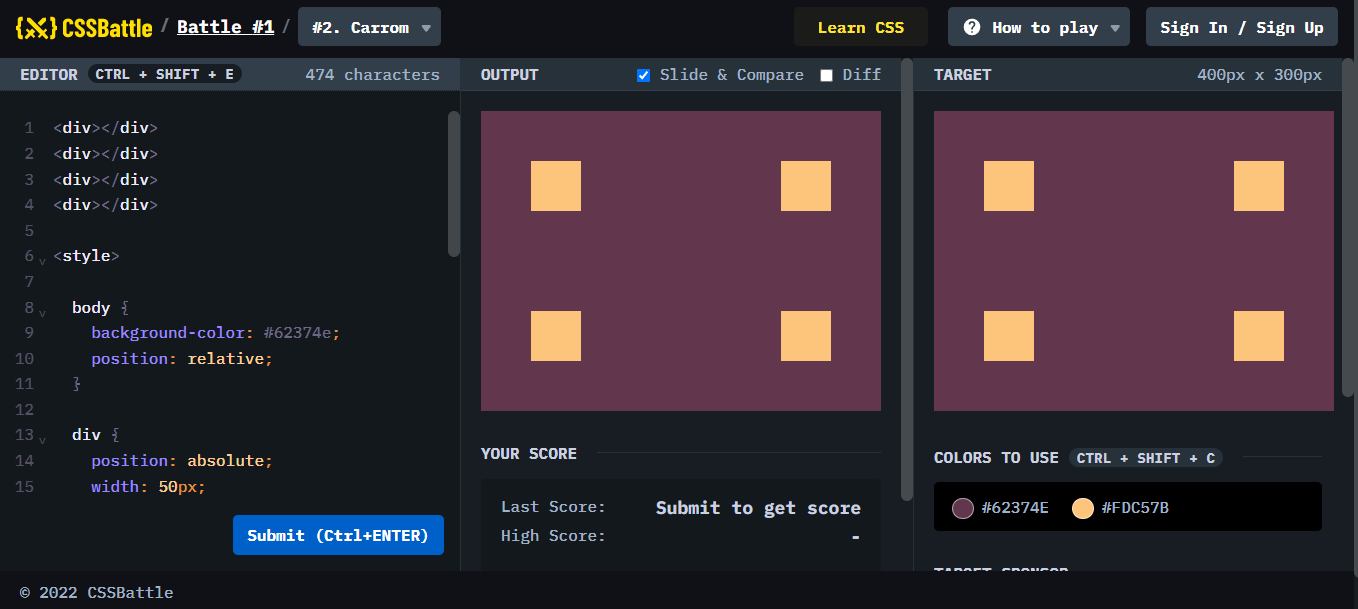 {⚔} CSSBattle / Battle #1 / #2. Carrom ▼ Learn CSS ? How to play ▼ Sign In / Sign Up
EDITOR CTRL + SHIFT + E 474 characters
OUTPUT Slide & Compare Diff
TARGET 400px x 300px
1 <div></div>
2 <div></div>
3 <div></div>
4 <div></div>
5
6 <style>
7
8 body {
9 background-color: #62374e;
10 position: relative;
11 }
12
13 div {
14 position: absolute;
15 width: 50px;
Submit (Ctrl+ENTER)
YOUR SCORE
Last Score: Submit to get score
High Score: -
COLORS TO USE CTRL + SHIFT + C
#62374E #FDC57B
TARGET SPONSOR
© 2022 CSSBattle